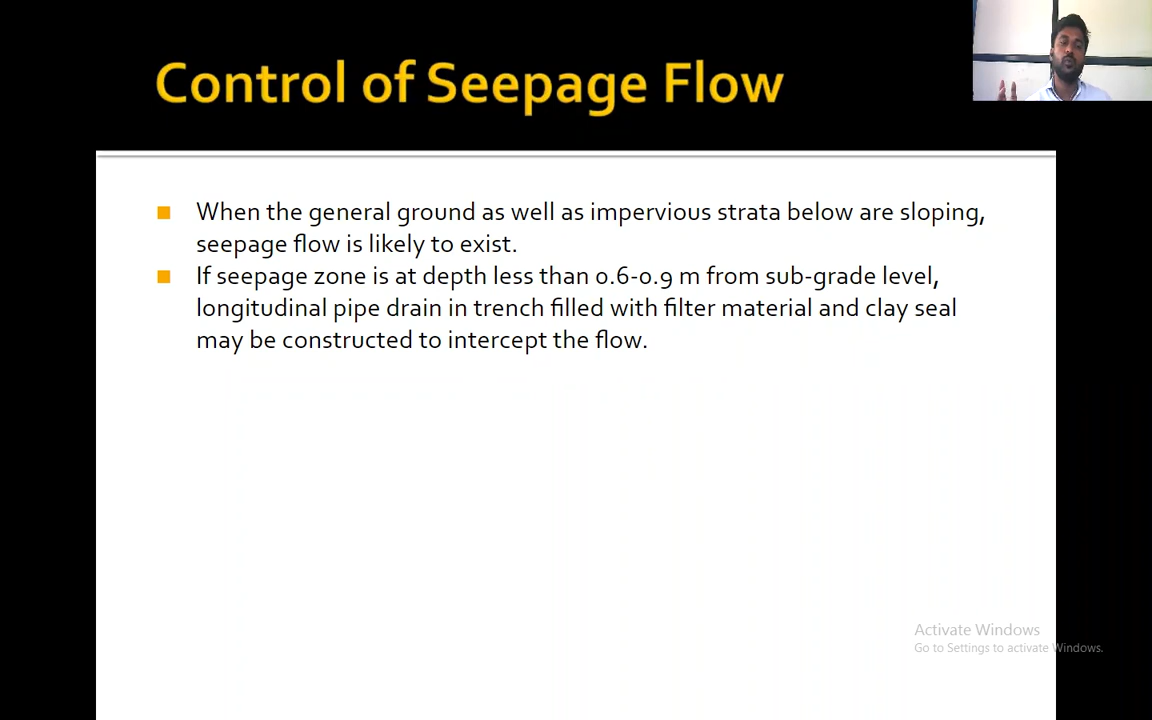 Control of Seepage Flow
When the general ground as well as impervious strata below are sloping,
seepage flow is likely to exist.
If seepage zone is at depth less than 0.6-0.9 m from sub-grade level,
longitudinal pipe drain in trench filled with filter material and clay seal
may be constructed to intercept the flow.
Activate Windows
Go to Settings to activate Windows.